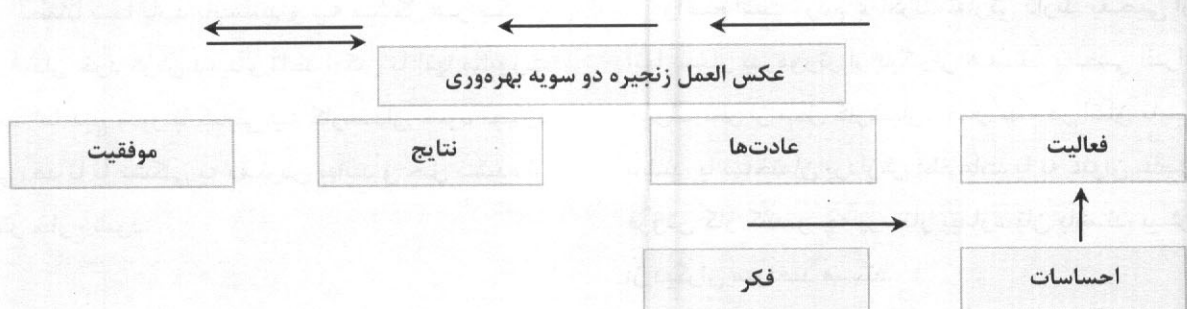 عکس العمل زنجیره دو سویه بهره‌وری
فعالیت
عادت‌ها
نتایج
موفقیت
احساسات
فکر